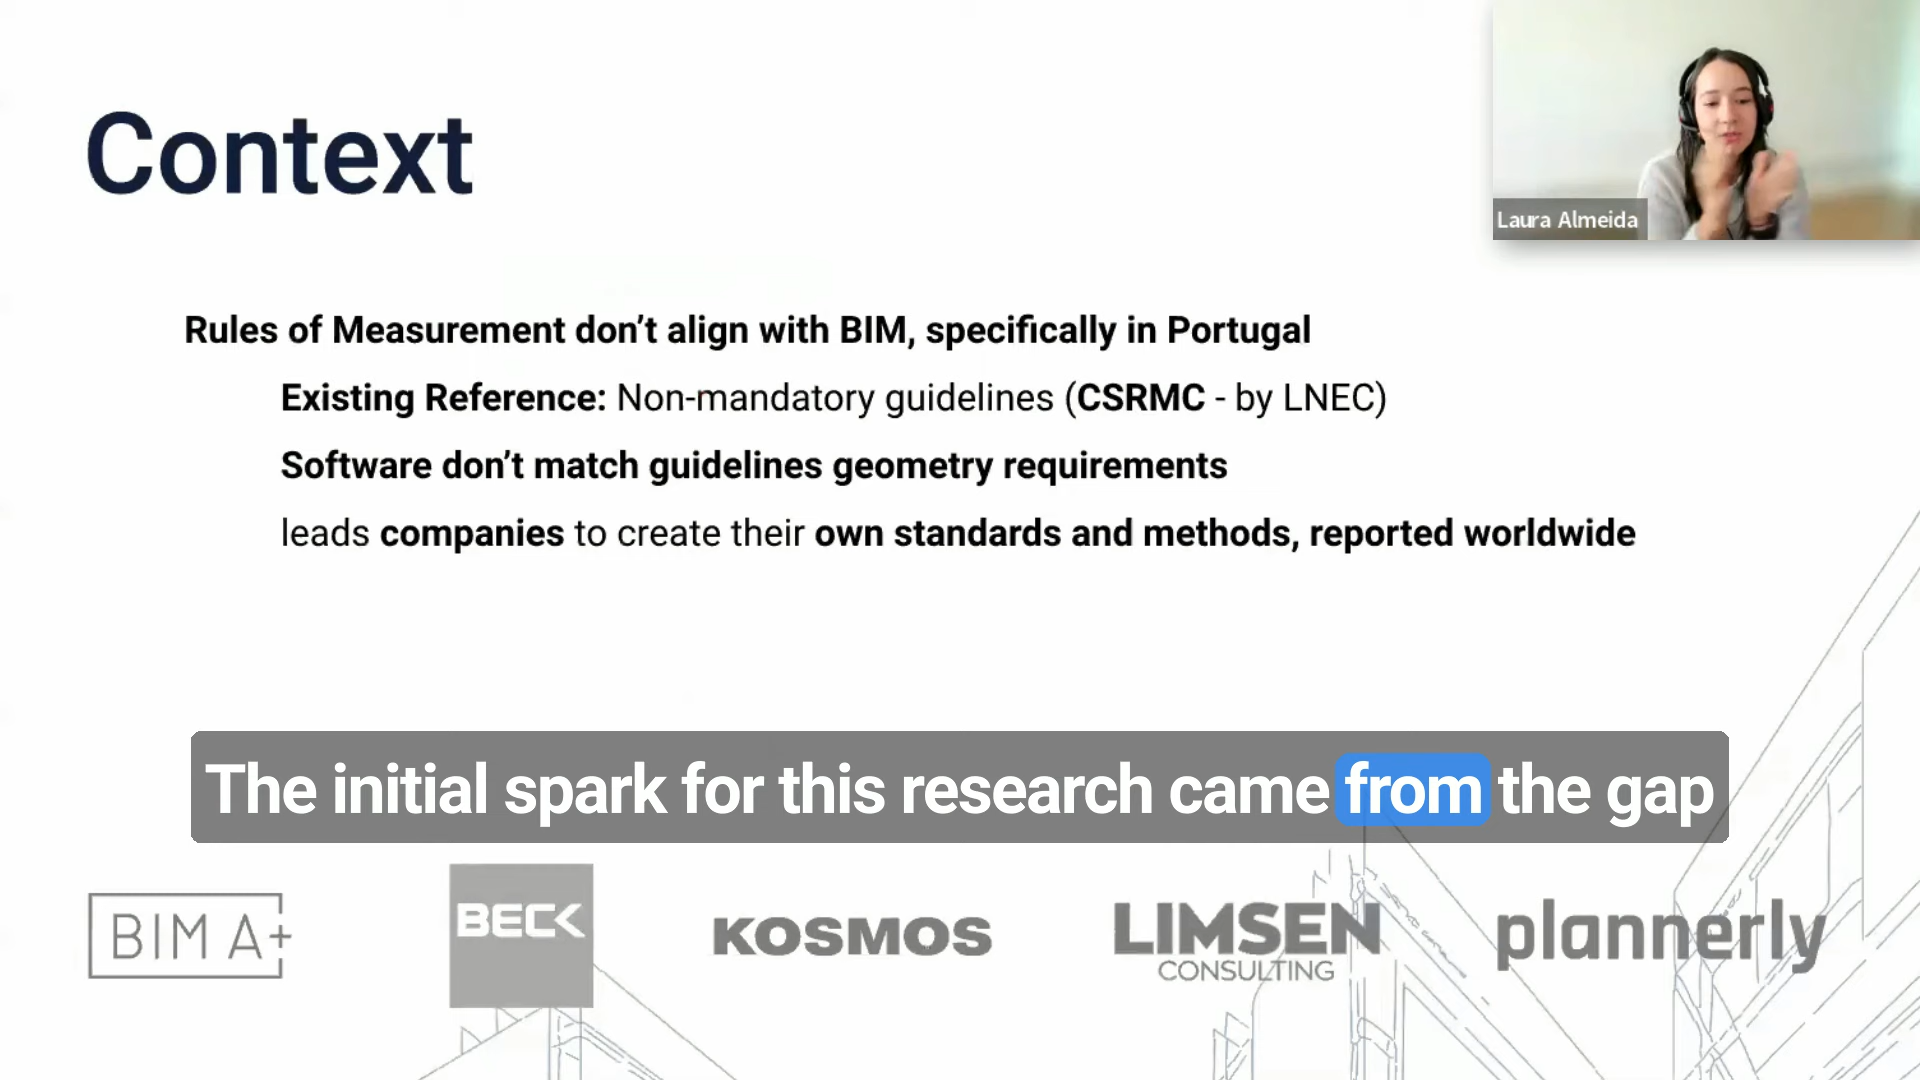 Context
Laura Almeida
Rules of Measurement don’t align with BIM, specifically in Portugal
Existing Reference: Non-mandatory guidelines (CSRMC - by LNEC)
Software don’t match guidelines geometry requirements
leads companies to create their own standards and methods, reported worldwide
The initial spark for this research came from the gap
BIM A+
BECK
KOSMOS
LIMSEN
CONSULTING
plannerly